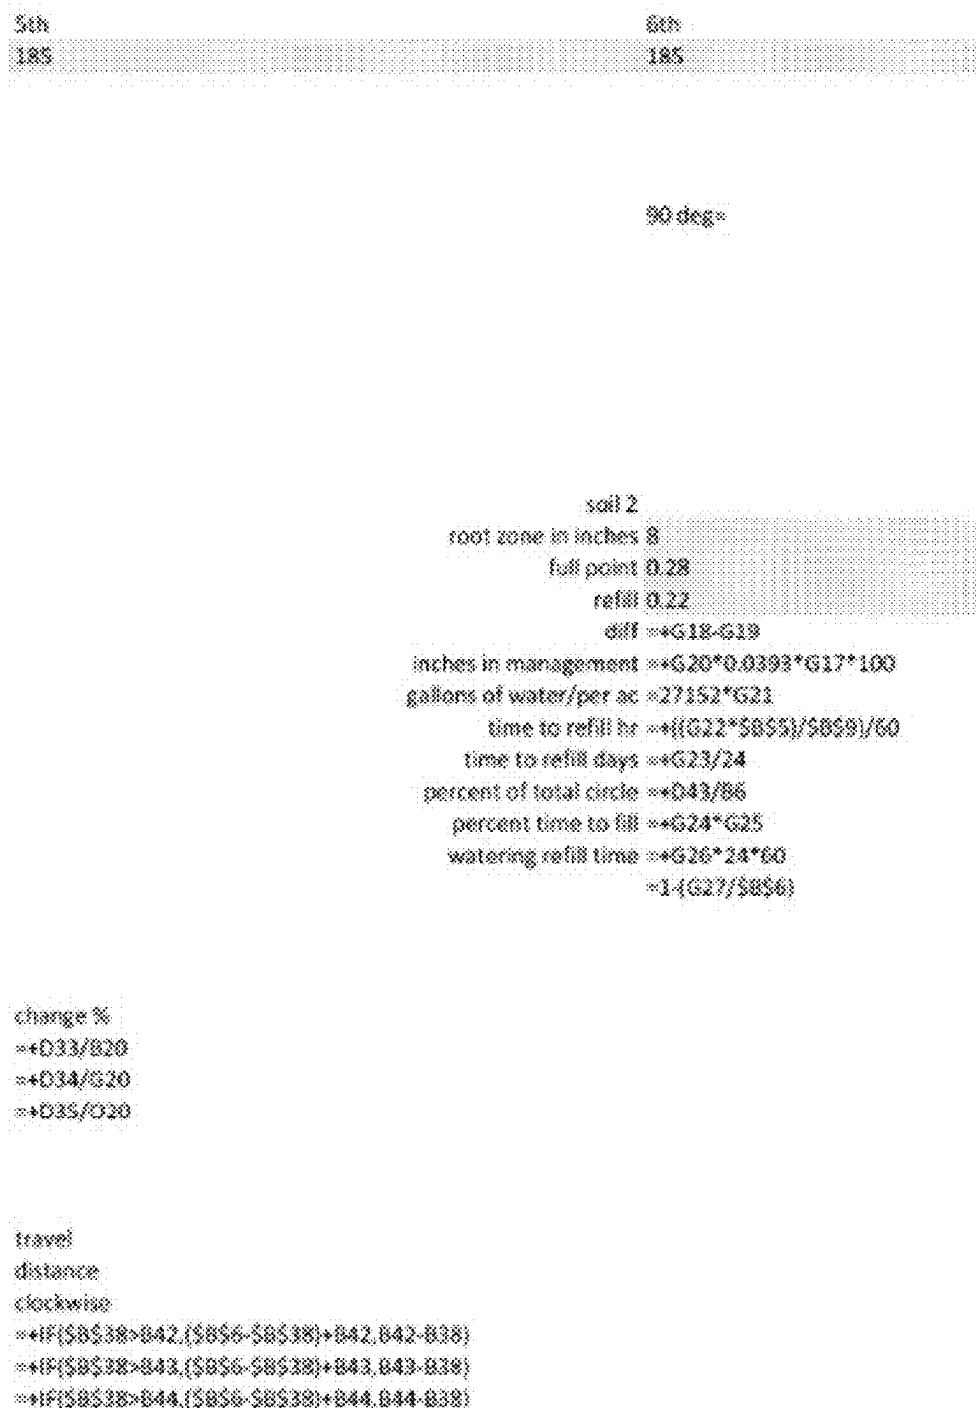 5th 6th
185 185
90 deg=
soil 2
root zone in inches 8
full point 0.28
refill 0.22
diff =+G18-G19
inches in management =+G20*0.0393*G17*100
gallons of water/per ac =27152*G21
time to refill hr =+((G22*$B$5)/$B$9)/60
time to refill days =+G23/24
percent of total circle =+D43/B6
percent time to fill =+G24*G25
watering refill time =+G26*24*60
=1-(G27/$B$6)
change %
=+D33/B20
=+D34/G20
=+D35/O20
travel
distance
clockwise
=+IF($B$38>B42,($B$6-$B$38)+B42,B42-B38)
=+IF($B$38>B43,($B$6-$B$38)+B43,B43-B38)
=+IF($B$38>B44,($B$6-$B$38)+B44,B44-B38)